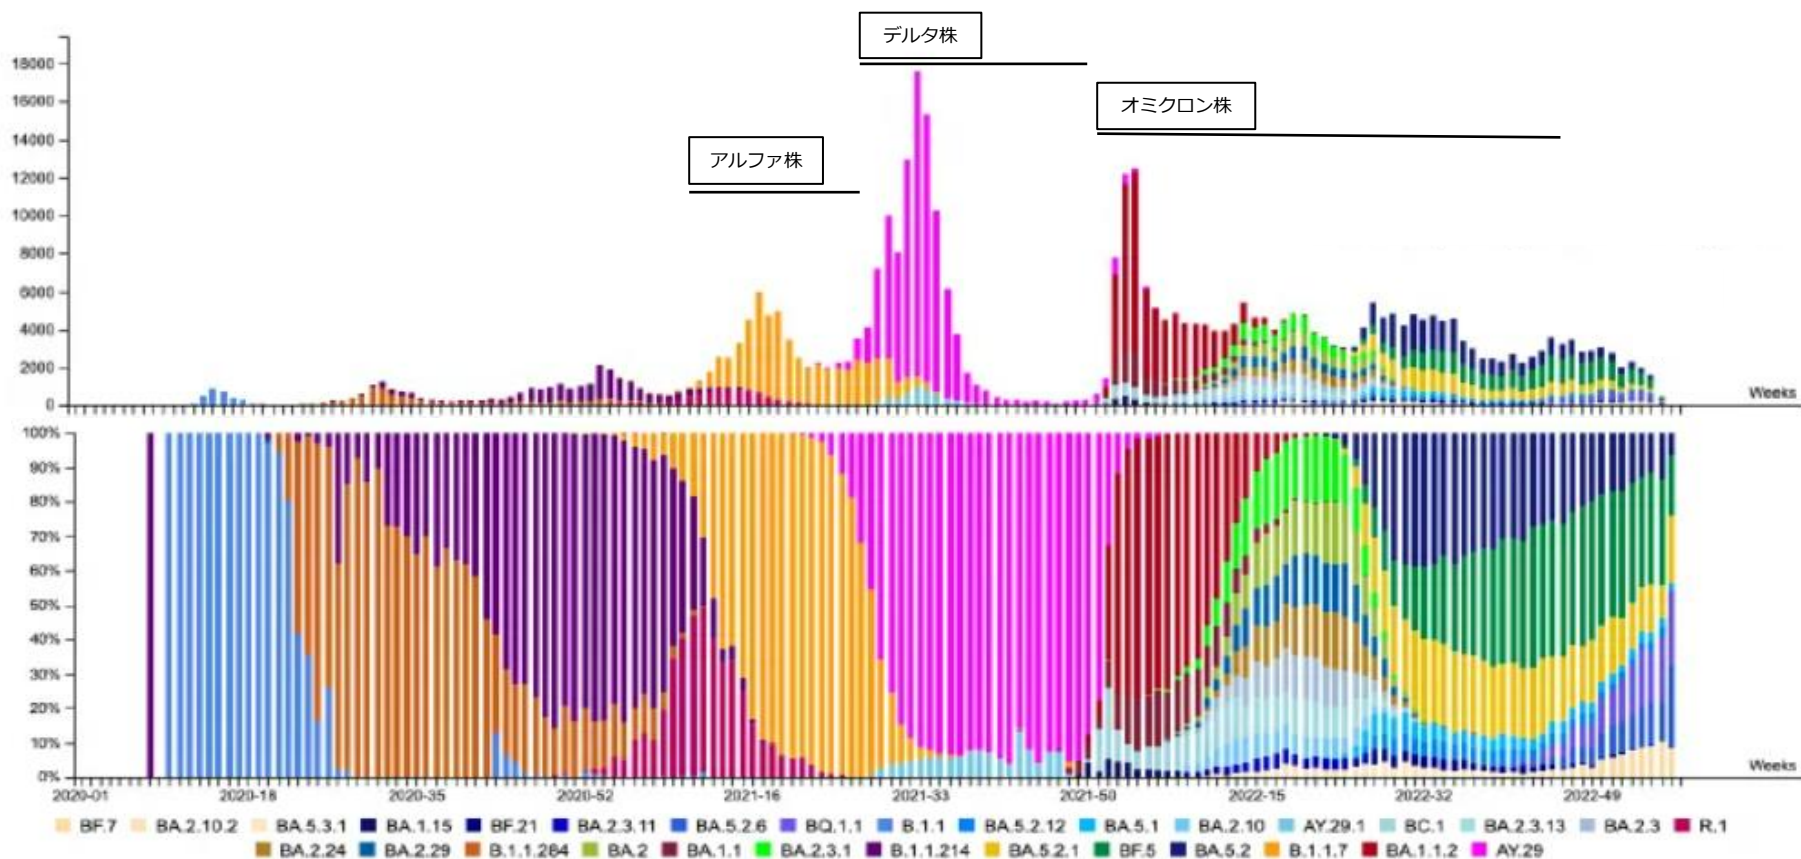 デルタ株
オミクロン株
アルファ株
18000
16000
14000
12000
10000
8000
6000
4000
2000
0
Weeks
100%
90%
80%
70%
60%
50%
40%
30%
20%
10%
0%
Weeks
2020-01 2020-18 2020-35 2020-52 2021-16 2021-33 2021-50 2022-15 2022-32 2022-49
BF.7 BA.2.10.2 BA.5.3.1 BA.1.15 BF.21 BA.2.3.11 BA.5.2.6 BQ.1.1 B.1.1 BA.5.2.12 BA.5.1 BA.2.10 AY.29.1 BC.1 BA.2.3.13 BA.2.3 R.1
BA.2.24 BA.2.29 B.1.1.284 BA.2 BA.1.1 BA.2.3.1 B.1.1.214 BA.5.2.1 BF.5 BA.5.2 B.1.1.7 BA.1.1.2 AY.29